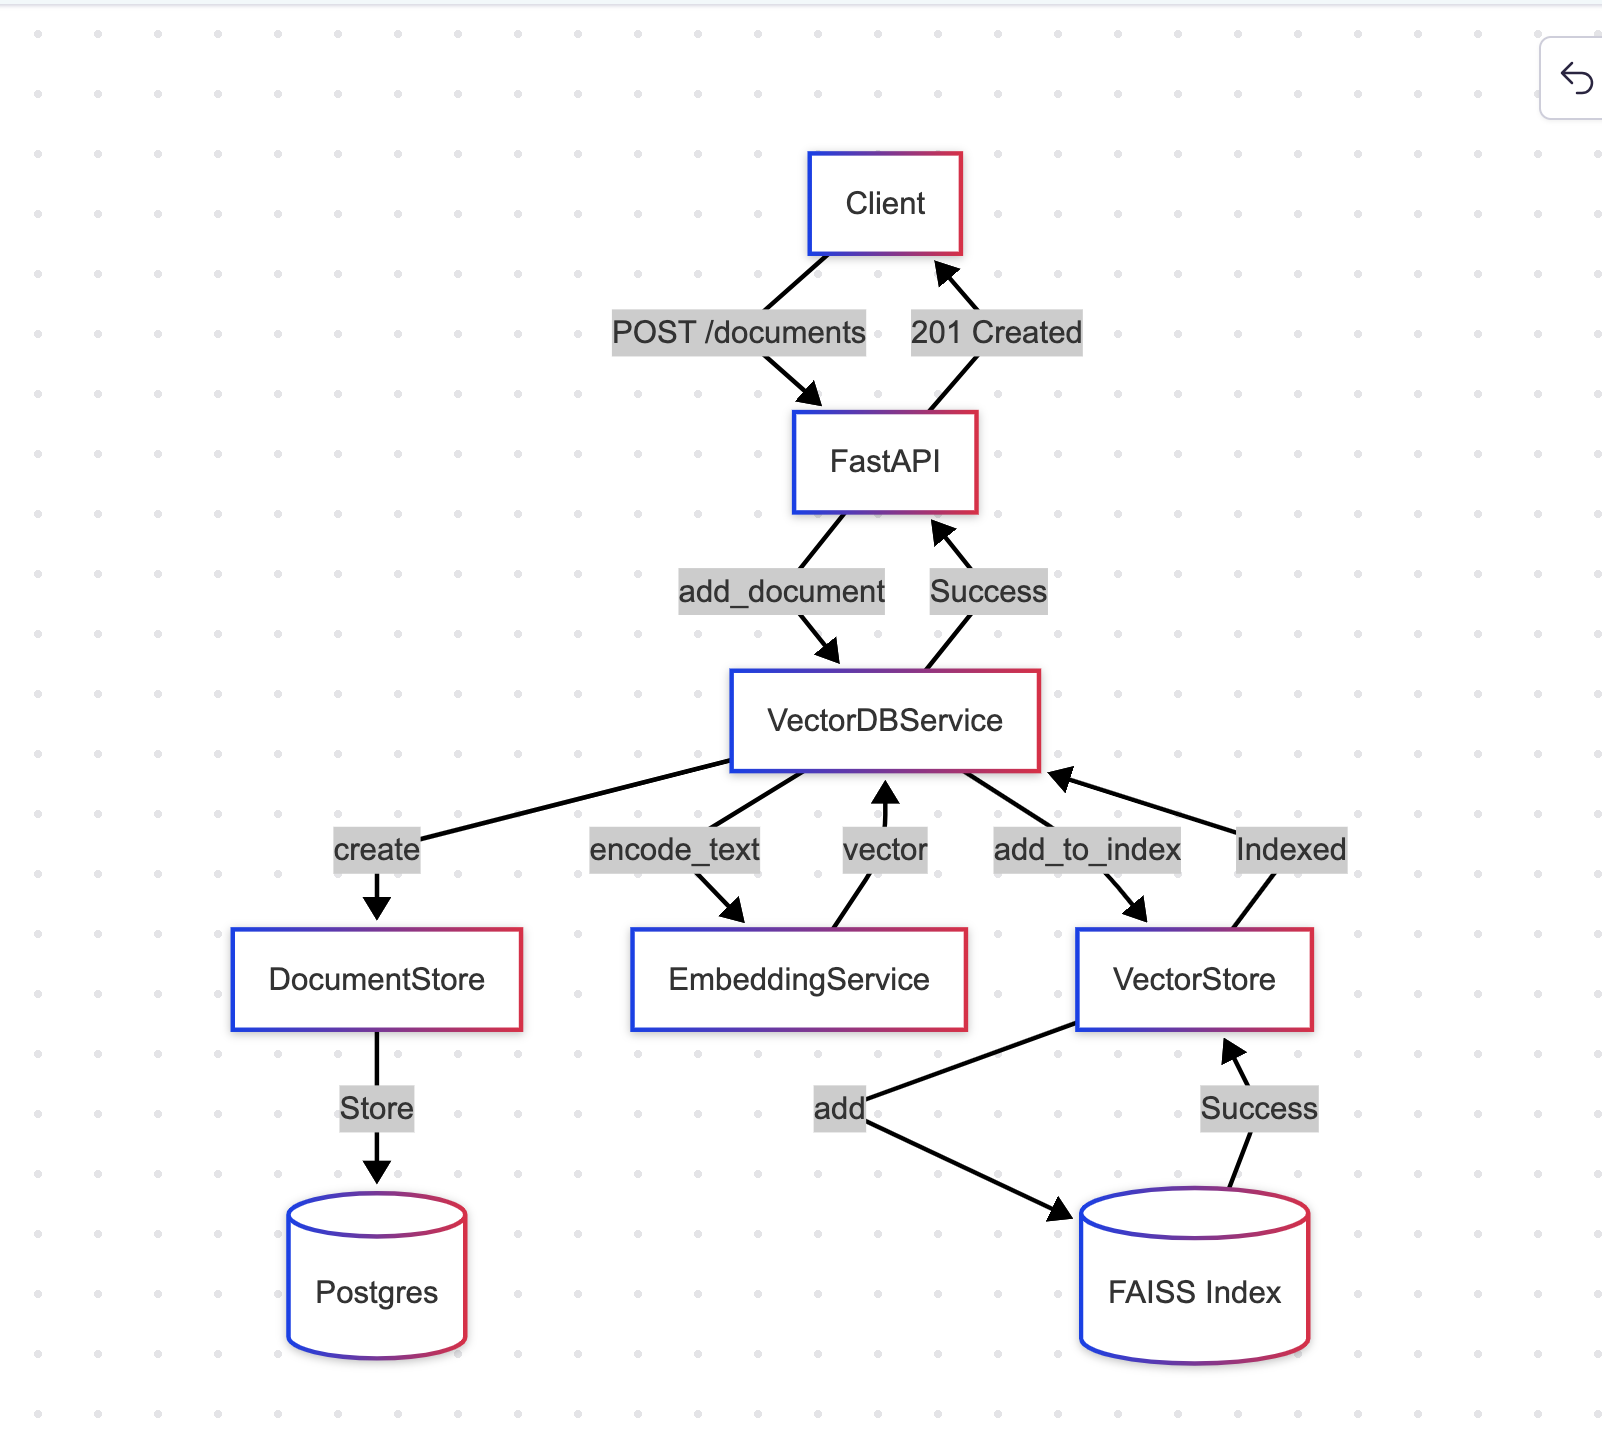 Client
POST /documents
201 Created
FastAPI
add_document
Success
VectorDBService
create
encode_text
vector
add_to_index
Indexed
DocumentStore
EmbeddingService
VectorStore
Store
add
Success
Postgres
FAISS Index